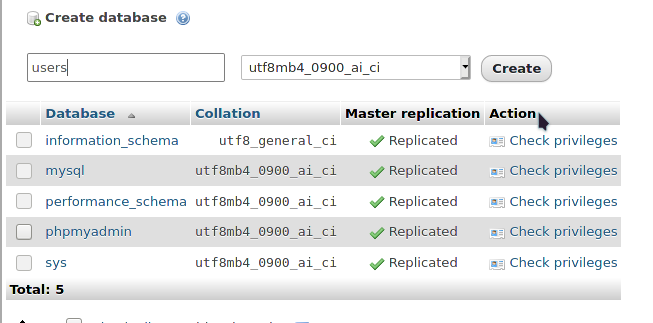 Create database
users utf8mb4_0900_ai_ci Create
Database Collation Master replication Action
information_schema utf8_general_ci Replicated Check privileges
mysql utf8mb4_0900_ai_ci Replicated Check privileges
performance_schema utf8mb4_0900_ai_ci Replicated Check privileges
phpmyadmin utf8mb4_0900_ai_ci Replicated Check privileges
sys utf8mb4_0900_ai_ci Replicated Check privileges
Total: 5